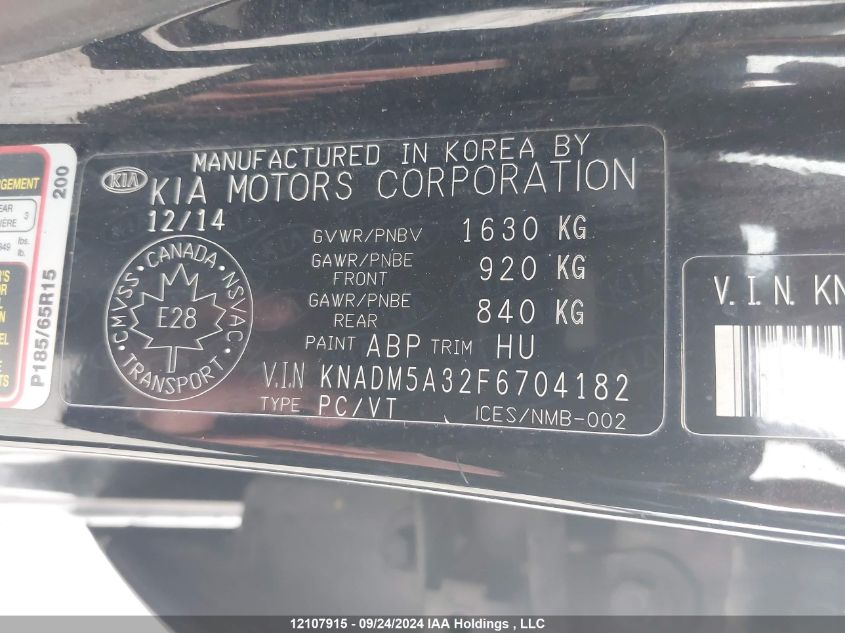 MANUFACTURED IN KOREA BY
KIA KIA MOTORS CORPORATION
12/14
GVWR/PNBV 1630 KG
GAWR/PNBE FRONT 920 KG
GAWR/PNBE REAR 840 KG
PAINT ABP TRIM HU
V.I.N KNADM5A32F6704182
TYPE PC/VT ICES/NMB-002
CANADA
CMVSS NSVAC
E28
TRANSPORT
200
P185/65R15
V.I.N. KN
12107915 - 09/24/2024 IAA Holdings , LLC